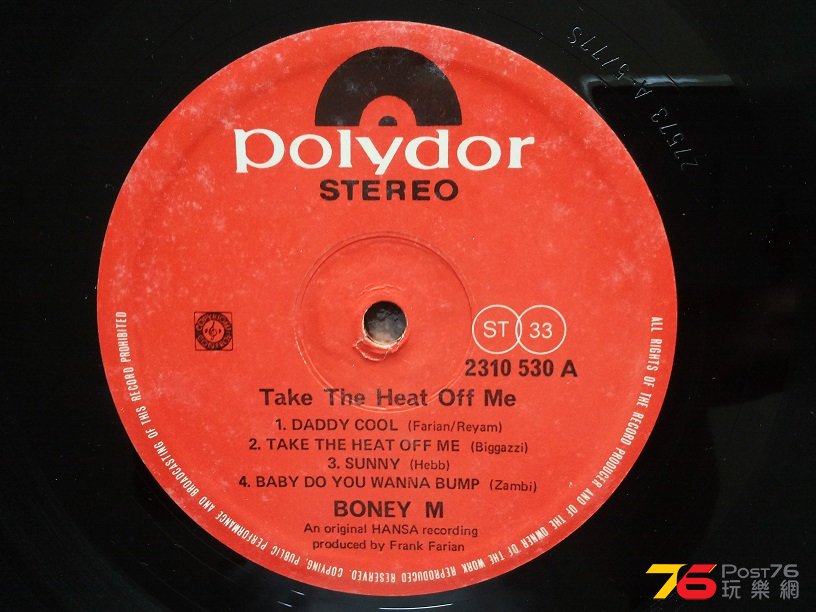 polydor
STEREO
COPYRIGHT CONTROL
ST 33
2310 530 A
Take The Heat Off Me
1. DADDY COOL (Farian/Reyam)
2. TAKE THE HEAT OFF ME (Biggazzi)
3. SUNNY (Hebb)
4. BABY DO YOU WANNA BUMP (Zambi)
BONEY M
An original HANSA recording
produced by Frank Farian
ALL RIGHTS OF THE RECORD PRODUCER AND OF THE OWNER OF THE WORK REPRODUCED RESERVED. COPYING, PUBLIC PERFORMANCE AND BROADCASTING OF THIS RECORD PROHIBITED
27573 A
76 POST76
玩樂網